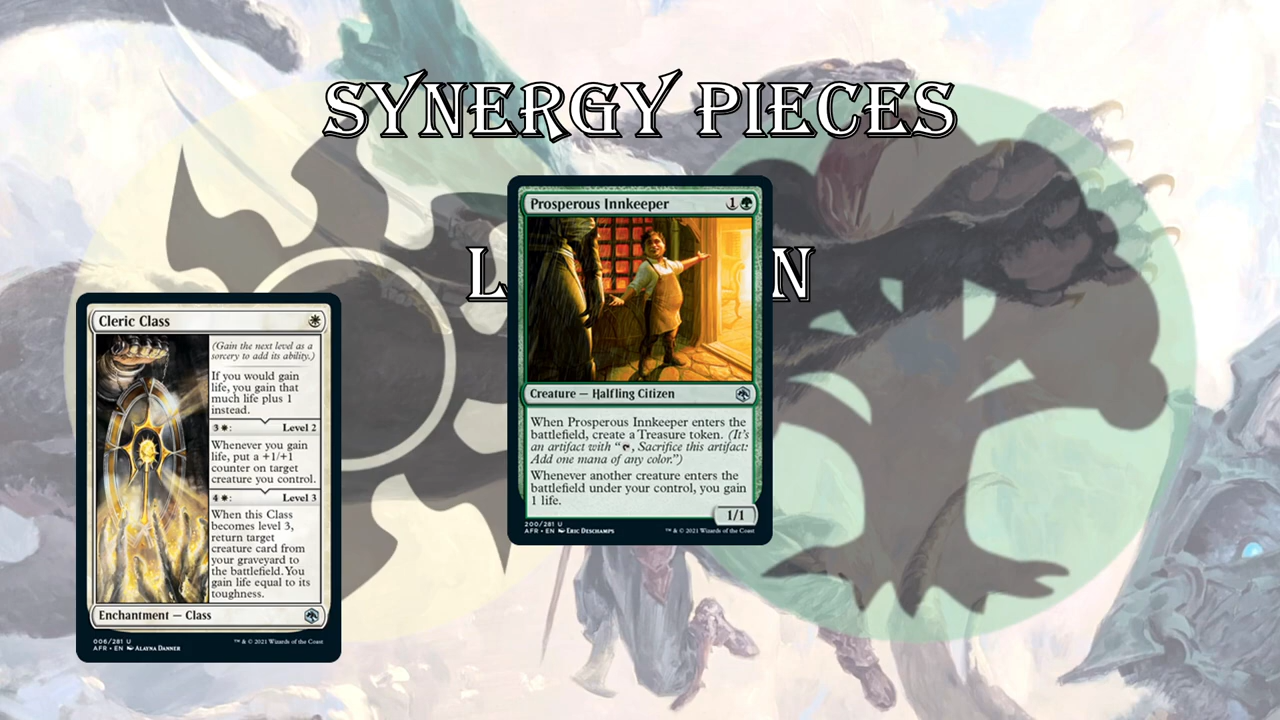 SYNERGY PIECES
L N
Cleric Class
(Gain the next level as a
sorcery to add its ability.)
If you would gain
life, you gain that
much life plus 1
instead.
3 : Level 2
Whenever you gain
life, put a +1/+1
counter on target
creature you control.
4 : Level 3
When this Class
becomes level 3,
return target
creature card from
your graveyard to
the battlefield. You
gain life equal to its
toughness.
Enchantment — Class
006/281 U
AFR • EN Alayna Danner
™ & © 2021 Wizards of the Coast
Prosperous Innkeeper 1
Creature — Halfling Citizen
When Prosperous Innkeeper enters the
battlefield, create a Treasure token. (It's
an artifact with “ , Sacrifice this artifact:
Add one mana of any color.”)
Whenever another creature enters the
battlefield under your control, you gain
1 life.
1/1
200/281 U
AFR • EN Eric Deschamps
™ & © 2021 Wizards of the Coast